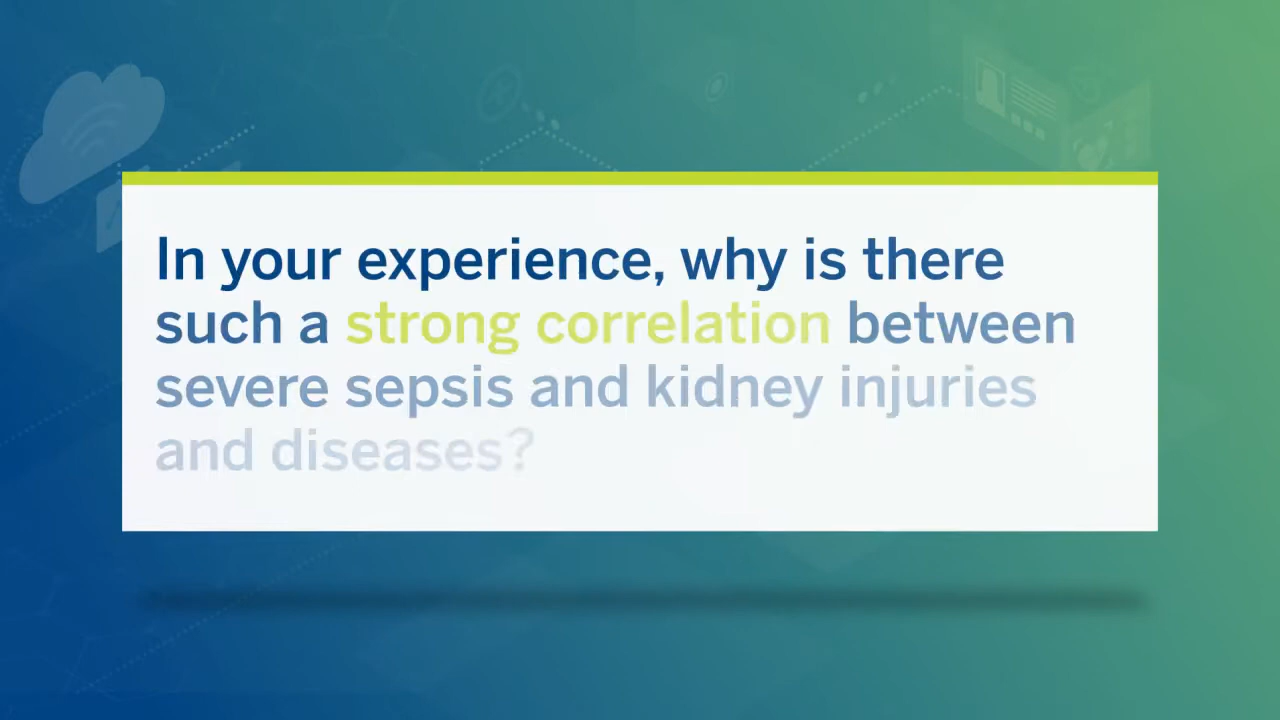 In your experience, why is there
such a strong correlation between
severe sepsis and kidney injuries
and diseases?